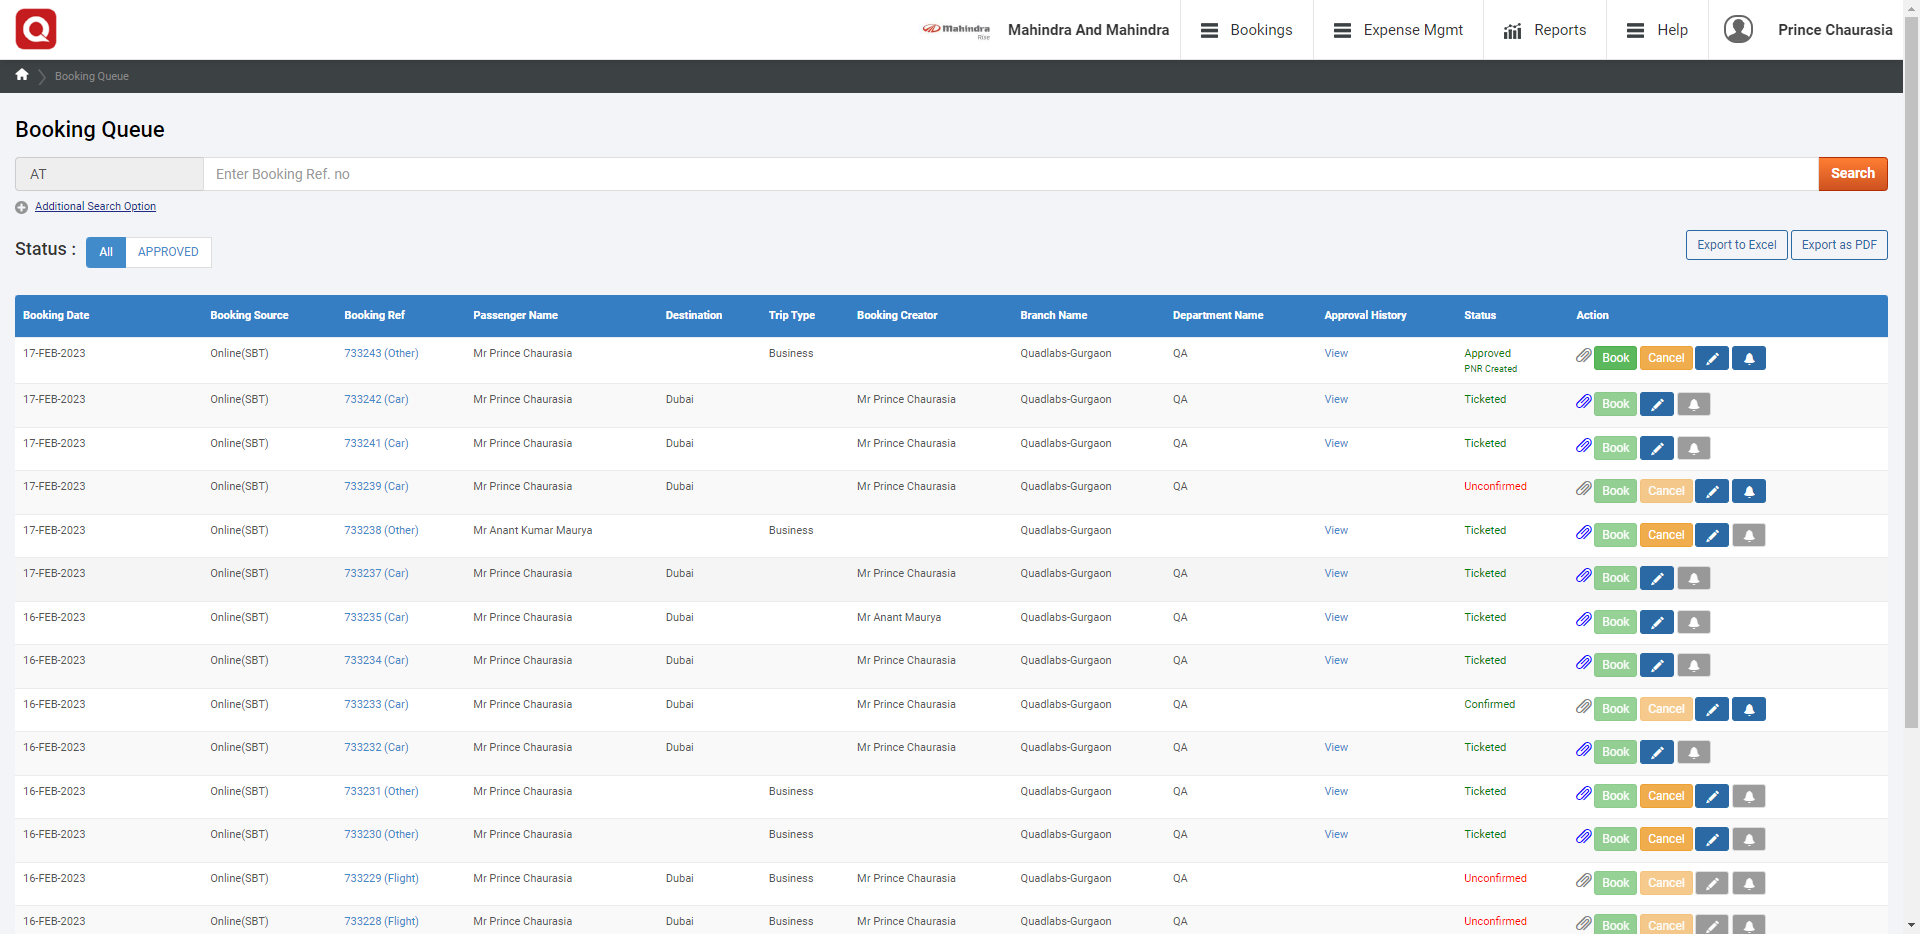 Q
Mahindra Rise Mahindra And Mahindra Bookings Expense Mgmt Reports Help Prince Chaurasia
Booking Queue
Booking Queue
AT Enter Booking Ref. no Search
Additional Search Option
Status : All APPROVED Export to Excel Export as PDF
Booking Date Booking Source Booking Ref Passenger Name Destination Trip Type Booking Creator Branch Name Department Name Approval History Status Action
17-FEB-2023 Online(SBT) 733243 (Other) Mr Prince Chaurasia Business Quadlabs-Gurgaon QA View Approved Book Cancel
PNR Created
17-FEB-2023 Online(SBT) 733242 (Car) Mr Prince Chaurasia Dubai Mr Prince Chaurasia Quadlabs-Gurgaon QA View Ticketed Book
17-FEB-2023 Online(SBT) 733241 (Car) Mr Prince Chaurasia Dubai Mr Prince Chaurasia Quadlabs-Gurgaon QA View Ticketed Book
17-FEB-2023 Online(SBT) 733239 (Car) Mr Prince Chaurasia Dubai Mr Prince Chaurasia Quadlabs-Gurgaon QA Unconfirmed Book Cancel
17-FEB-2023 Online(SBT) 733238 (Other) Mr Anant Kumar Maurya Business Quadlabs-Gurgaon View Ticketed Book Cancel
17-FEB-2023 Online(SBT) 733237 (Car) Mr Prince Chaurasia Dubai Mr Prince Chaurasia Quadlabs-Gurgaon QA View Ticketed Book
16-FEB-2023 Online(SBT) 733235 (Car) Mr Prince Chaurasia Dubai Mr Anant Maurya Quadlabs-Gurgaon QA View Ticketed Book
16-FEB-2023 Online(SBT) 733234 (Car) Mr Prince Chaurasia Dubai Mr Prince Chaurasia Quadlabs-Gurgaon QA View Ticketed Book
16-FEB-2023 Online(SBT) 733233 (Car) Mr Prince Chaurasia Dubai Mr Prince Chaurasia Quadlabs-Gurgaon QA Confirmed Book Cancel
16-FEB-2023 Online(SBT) 733232 (Car) Mr Prince Chaurasia Dubai Mr Prince Chaurasia Quadlabs-Gurgaon QA View Ticketed Book
16-FEB-2023 Online(SBT) 733231 (Other) Mr Prince Chaurasia Business Quadlabs-Gurgaon QA View Ticketed Book Cancel
16-FEB-2023 Online(SBT) 733230 (Other) Mr Prince Chaurasia Business Quadlabs-Gurgaon QA View Ticketed Book Cancel
16-FEB-2023 Online(SBT) 733229 (Flight) Mr Prince Chaurasia Dubai Business Mr Prince Chaurasia Quadlabs-Gurgaon QA Unconfirmed Book Cancel
16-FEB-2023 Online(SBT) 733228 (Flight) Mr Prince Chaurasia Dubai Business Mr Prince Chaurasia Quadlabs-Gurgaon QA Unconfirmed Book Cancel